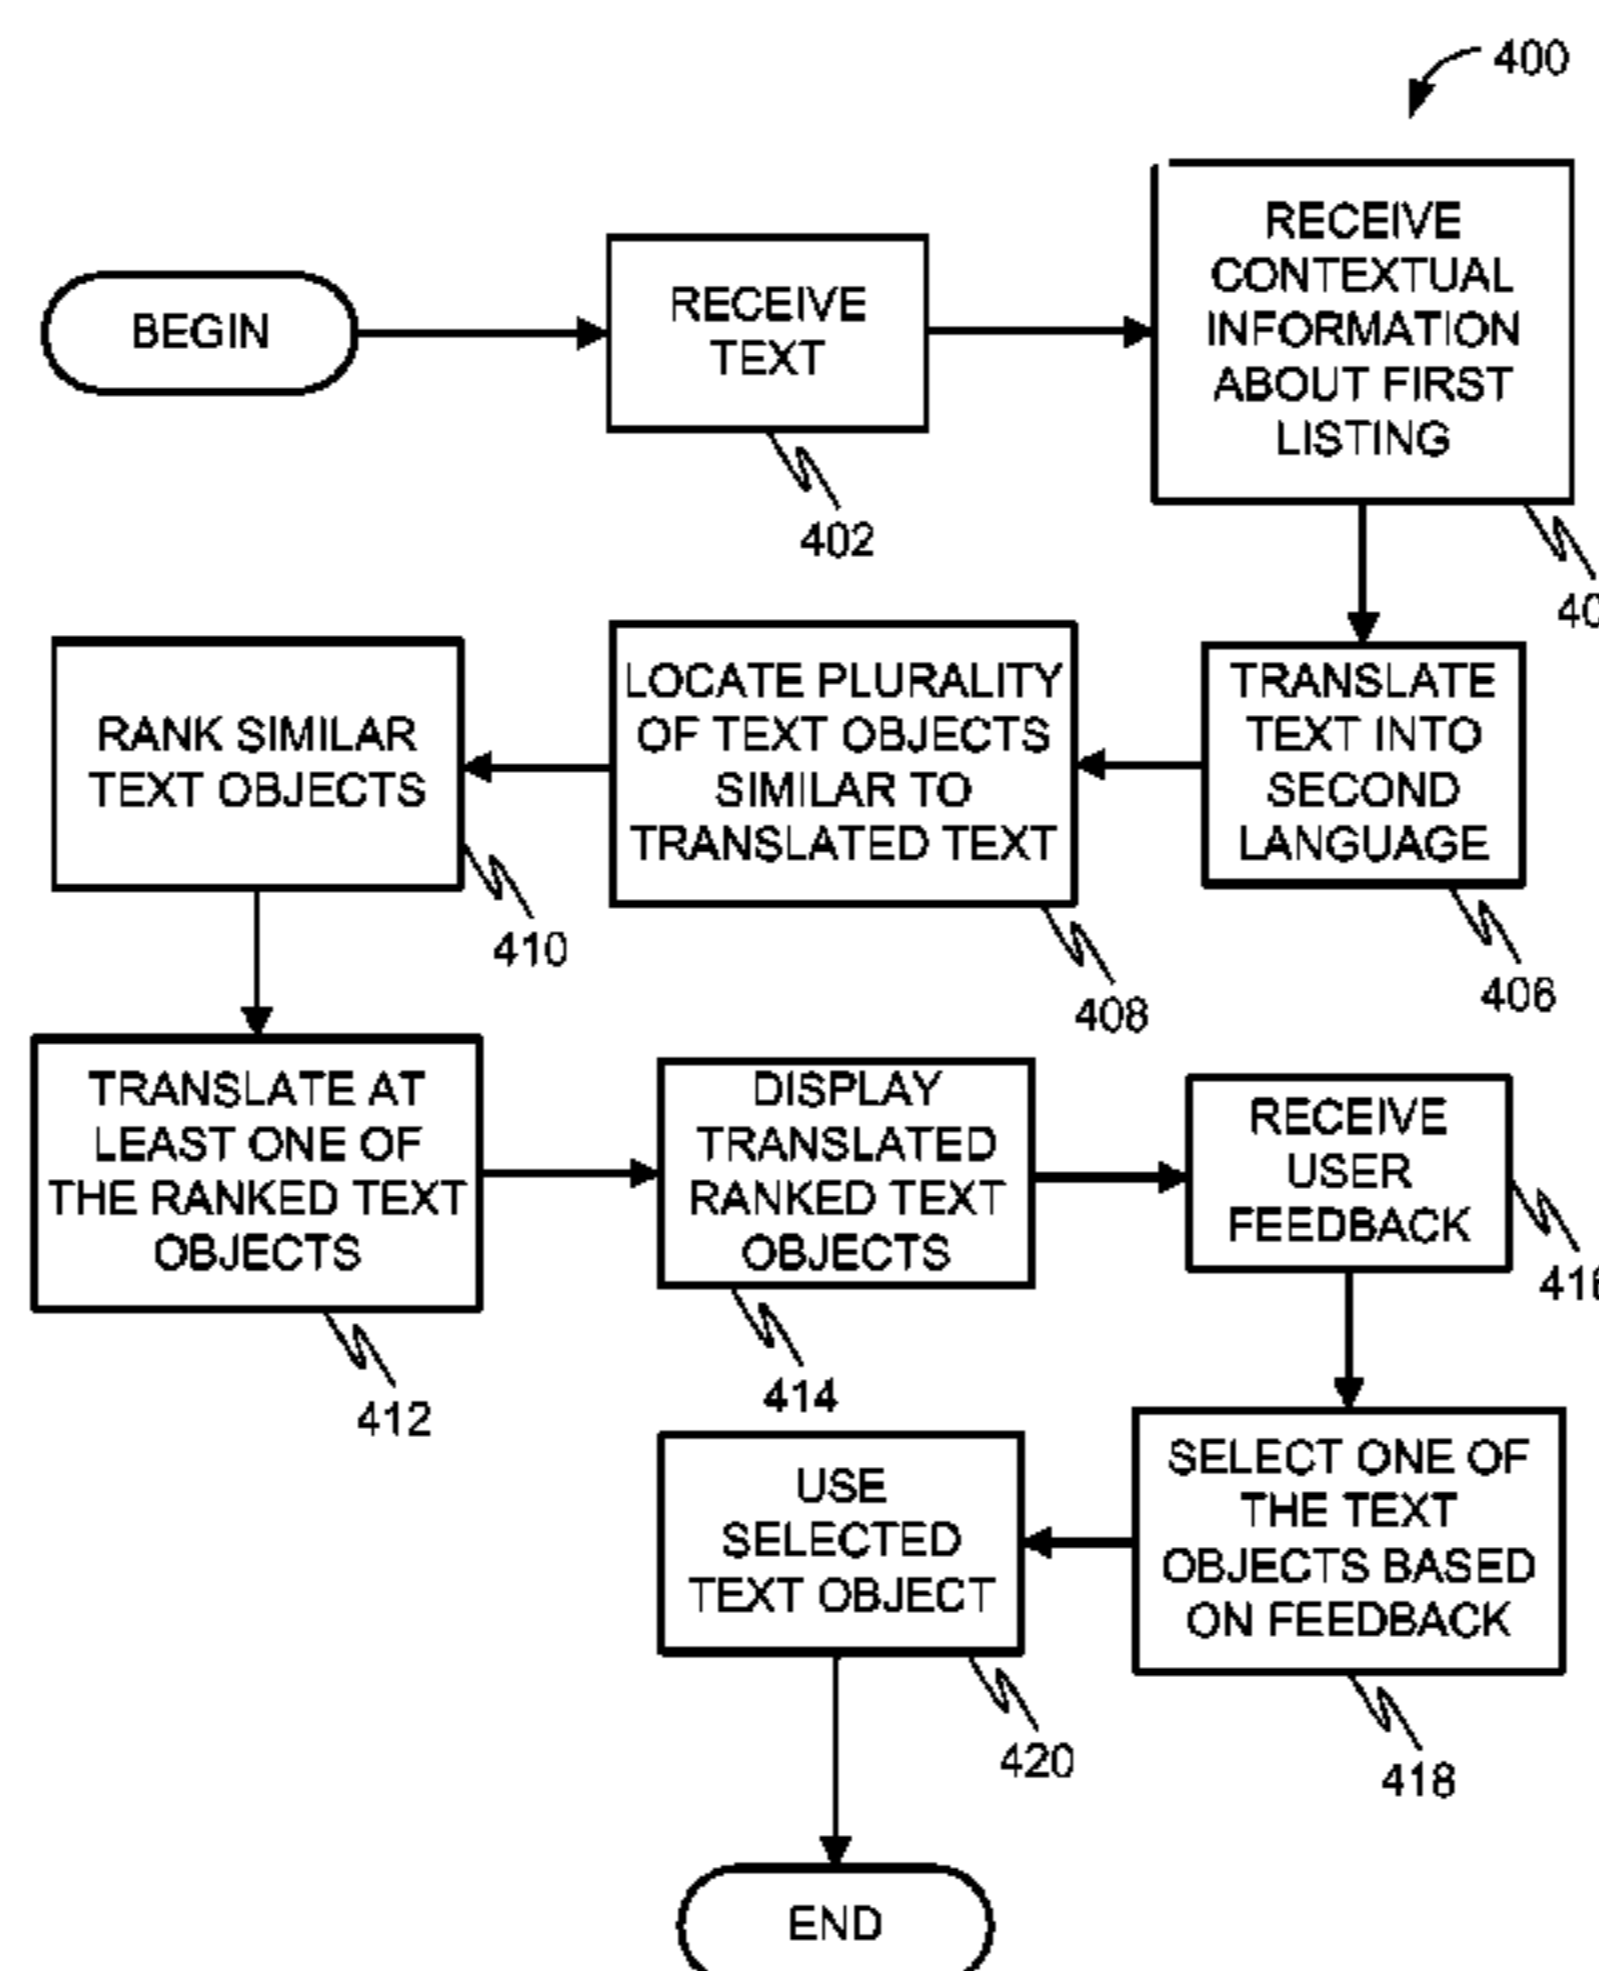 400
BEGIN
RECEIVE
TEXT
402
RECEIVE
CONTEXTUAL
INFORMATION
ABOUT FIRST
LISTING
TRANSLATE
TEXT INTO
SECOND
LANGUAGE
406
LOCATE PLURALITY
OF TEXT OBJECTS
SIMILAR TO
TRANSLATED TEXT
408
RANK SIMILAR
TEXT OBJECTS
410
TRANSLATE AT
LEAST ONE OF
THE RANKED TEXT
OBJECTS
412
DISPLAY
TRANSLATED
RANKED TEXT
OBJECTS
414
RECEIVE
USER
FEEDBACK
416
SELECT ONE OF
THE TEXT
OBJECTS BASED
ON FEEDBACK
418
USE
SELECTED
TEXT OBJECT
420
END